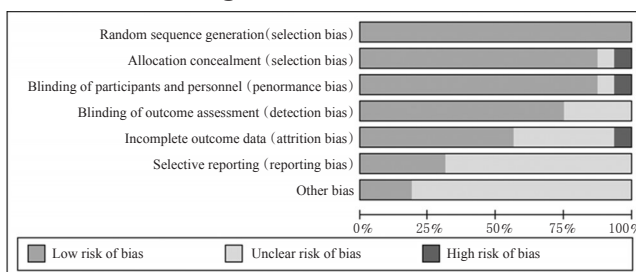 Random sequence generation(selection bias)
Allocation concealment (selection bias)
Blinding of participants and personnel (penormance bias)
Blinding of outcome assessment (detection bias)
Incomplete outcome data (attrition bias)
Selective reporting (reporting bias)
Other bias
0% 25% 50% 75% 100%
Low risk of bias Unclear risk of bias High risk of bias